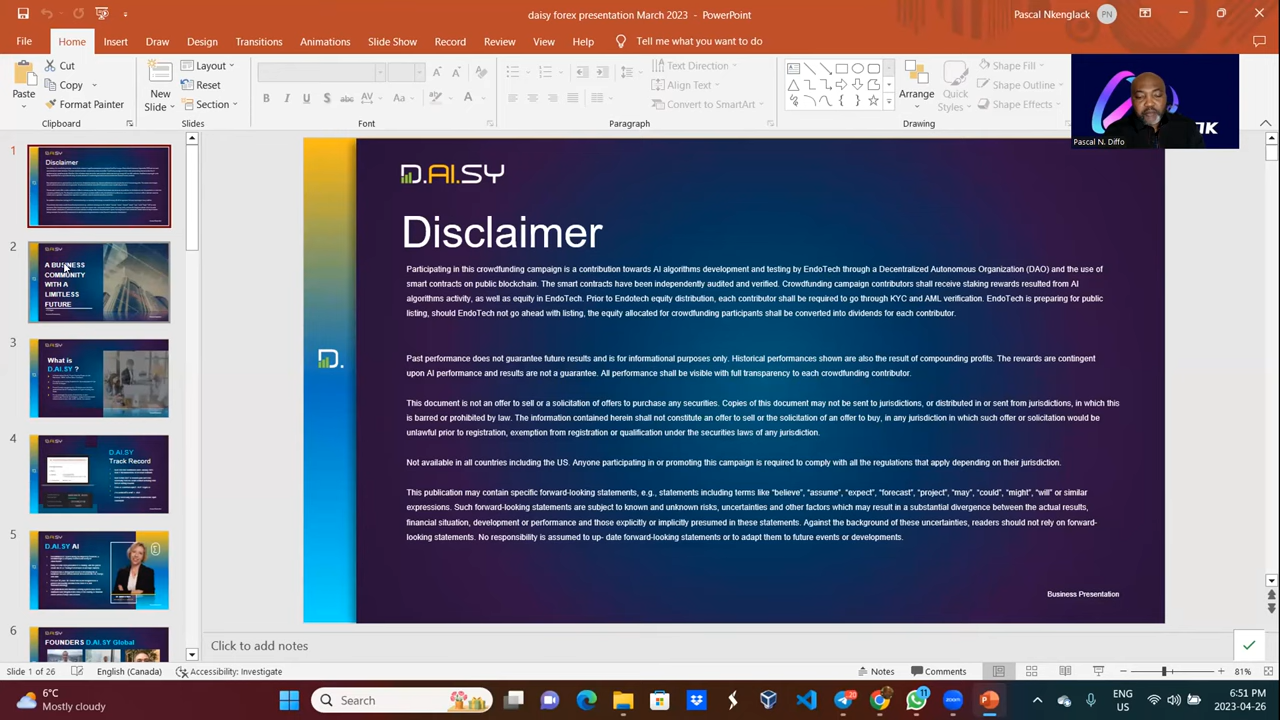 daisy forex presentation March 2023 - PowerPoint
Pascal Nkenglack
PN
File
Home
Insert
Draw
Design
Transitions
Animations
Slide Show
Record
Review
View
Help
Tell me what you want to do
Paste
Cut
Copy
Format Painter
Clipboard
New Slide
Layout
Reset
Section
Slides
Font
Text Direction
Align Text
Convert to SmartArt
Paragraph
Arrange
Quick Styles
Shape Fill
Shape Outline
Shape Effects
Drawing
Pascal N. Diffo
1
Disclaimer
2
A BUSINESS
COMMUNITY
WITH A
LIMITLESS
FUTURE
What is
D.AI.SY ?
4
D.AI.SY
Track Record
5
D.AI.SY AI
6
FOUNDERS D.AI.SY Global
D.AI.SY
Disclaimer
Participating in this crowdfunding campaign is a contribution towards AI algorithms development and testing by EndoTech through a Decentralized Autonomous Organization (DAO) and the use of
smart contracts on public blockchain. The smart contracts have been independently audited and verified. Crowdfunding campaign contributors shall receive staking rewards resulted from AI
algorithms activity, as well as equity in EndoTech. Prior to Endotech equity distribution, each contributor shall be required to go through KYC and AML verification. EndoTech is preparing for public
listing, should EndoTech not go ahead with listing, the equity allocated for crowdfunding participants shall be converted into dividends for each contributor.
Past performance does not guarantee future results and is for informational purposes only. Historical performances shown are also the result of compounding profits. The rewards are contingent
upon AI performance and results are not a guarantee. All performance shall be visible with full transparency to each crowdfunding contributor.
This document is not an offer to sell or a solicitation of offers to purchase any securities. Copies of this document may not be sent to jurisdictions, or distributed in or sent from jurisdictions, in which this
is barred or prohibited by law. The information contained herein shall not constitute an offer to sell or the solicitation of an offer to buy, in any jurisdiction in which such offer or solicitation would be
unlawful prior to registration, exemption from registration or qualification under the securities laws of any jurisdiction.
Not available in all countries including the US. Anyone participating in or promoting this campaign is required to comply with all the regulations that apply depending on their jurisdiction.
This publication may contain specific forward-looking statements, e.g., statements including terms like "believe", "assume", "expect", "forecast", "project", "may", "could", "might", "will" or similar
expressions. Such forward-looking statements are subject to known and unknown risks, uncertainties and other factors which may result in a substantial divergence between the actual results,
financial situation, development or performance and those explicitly or implicitly presumed in these statements. Against the background of these uncertainties, readers should not rely on forward-
looking statements. No responsibility is assumed to up- date forward-looking statements or to adapt them to future events or developments.
D.
Business Presentation
Click to add notes
Slide 1 of 26
English (Canada)
Accessibility: Investigate
Notes
Comments
81%
6°C
Mostly cloudy
Search
20
11
zoom
ENG
US
6:51 PM
2023-04-26